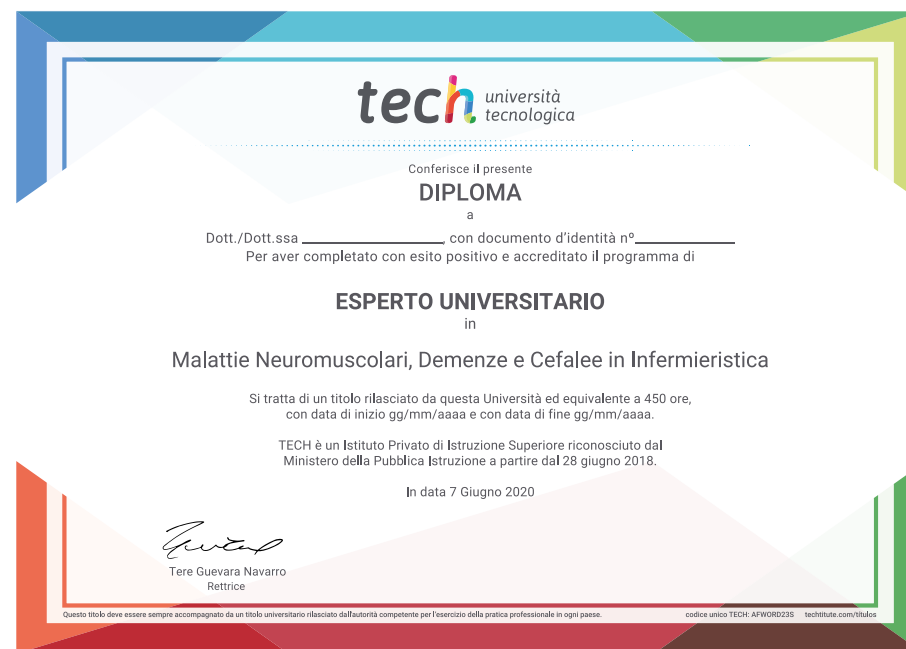 tech università
tecnologica
Conferisce il presente
DIPLOMA
a
Dott./Dott.ssa ____________________, con documento d'identità nº______________
Per aver completato con esito positivo e accreditato il programma di
ESPERTO UNIVERSITARIO
in
Malattie Neuromuscolari, Demenze e Cefalee in Infermieristica
Si tratta di un titolo rilasciato da questa Università ed equivalente a 450 ore,
con data di inizio gg/mm/aaaa e con data di fine gg/mm/aaaa.
TECH è un Istituto Privato di Istruzione Superiore riconosciuto dal
Ministero della Pubblica Istruzione a partire dal 28 giugno 2018.
In data 7 Giugno 2020
Tere Guevara Navarro
Rettrice
Questo titolo deve essere sempre accompagnato da un titolo universitario rilasciato dall'autorità competente per l'esercizio della pratica professionale in ogni paese. codice unico TECH: AFWORD23S techtitute.com/titulos